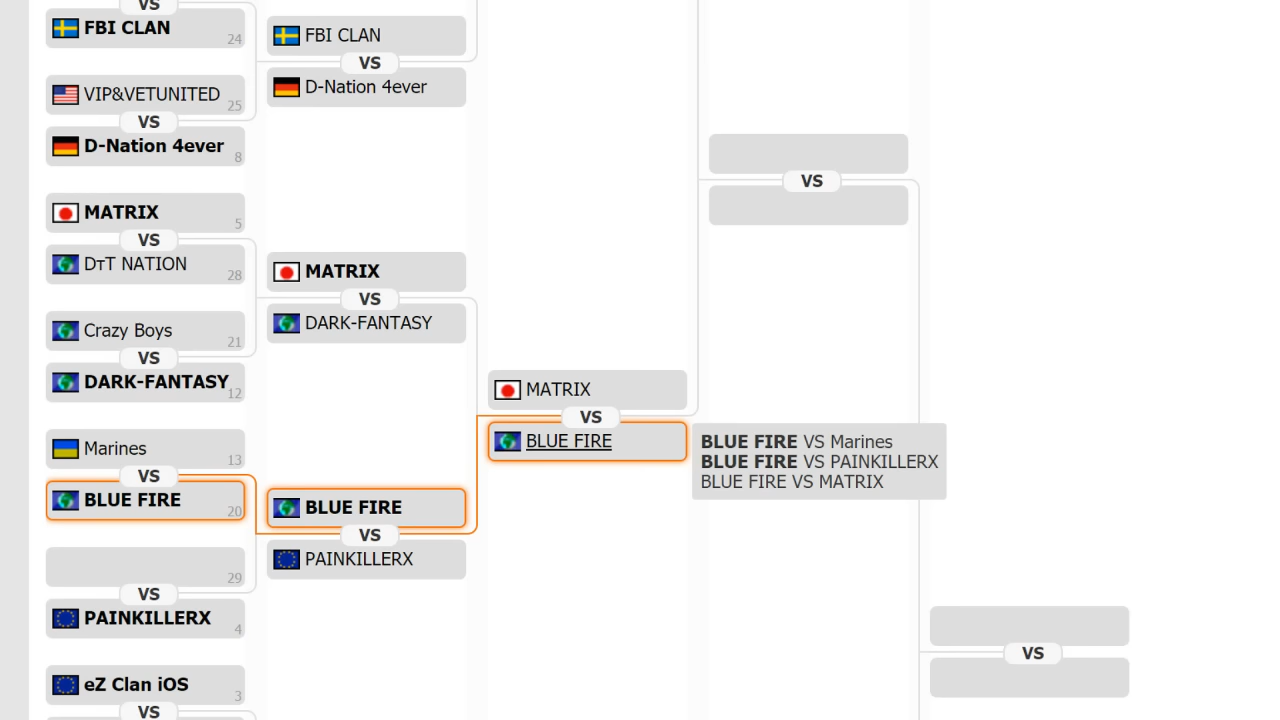 VS
FBI CLAN
24
VIP&VETUNITED
25
VS
D-Nation 4ever
8
MATRIX
5
VS
DтT NATION
28
Crazy Boys
21
VS
DARK-FANTASY
12
Marines
13
VS
BLUE FIRE
20
29
VS
PAINKILLERX
4
eZ Clan iOS
3
VS
FBI CLAN
VS
D-Nation 4ever
MATRIX
VS
DARK-FANTASY
BLUE FIRE
VS
PAINKILLERX
MATRIX
VS
BLUE FIRE
BLUE FIRE VS Marines
BLUE FIRE VS PAINKILLERX
BLUE FIRE VS MATRIX
VS
VS